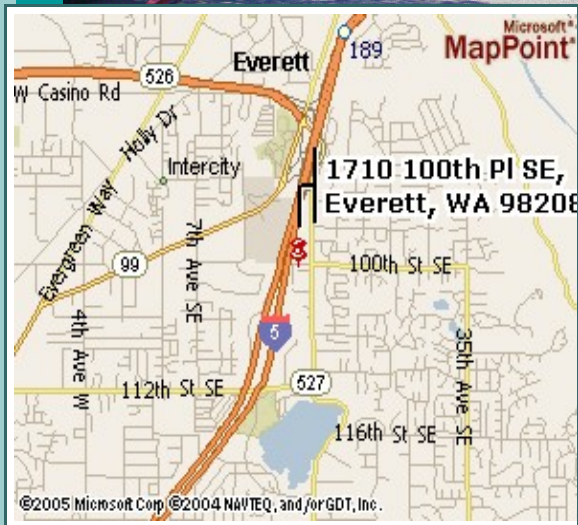 Microsoft®
MapPoint®
Everett
189
526
W Casino Rd
Holly Dr
Intercity
1710 100th Pl SE,
Everett, WA 98208
Evergreen Way
99
7th Ave SE
100th St SE
4th Ave W
5
35th Ave SE
112th St SE
527
116th St SE
©2005 Microsoft Corp ©2004 NAVTEQ, and/or GDT, Inc.